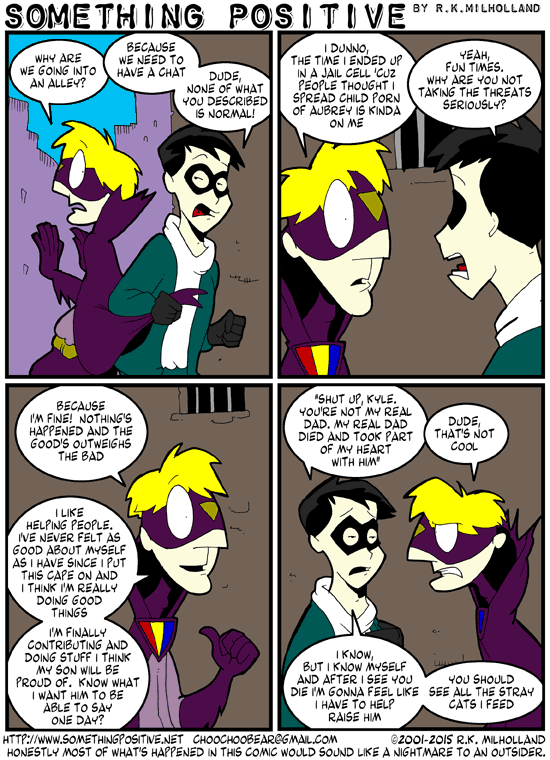 SOMETHING POSITIVE BY R.K.MILHOLLAND
WHY ARE
WE GOING INTO
AN ALLEY?
BECAUSE
WE NEED TO
HAVE A CHAT
DUDE,
NONE OF WHAT
YOU DESCRIBED
IS NORMAL!
I DUNNO,
THE TIME I ENDED UP
IN A JAIL CELL 'CUZ
PEOPLE THOUGHT I
SPREAD CHILD PORN
OF AUBREY IS KINDA
ON ME
YEAH,
FUN TIMES.
WHY ARE YOU NOT
TAKING THE THREATS
SERIOUSLY?
BECAUSE
I'M FINE! NOTHING'S
HAPPENED AND THE
GOOD'S OUTWEIGHS
THE BAD
I LIKE
HELPING PEOPLE.
I'VE NEVER FELT AS
GOOD ABOUT MYSELF
AS I HAVE SINCE I PUT
THIS CAPE ON AND
I THINK I'M REALLY
DOING GOOD
THINGS
I'M FINALLY
CONTRIBUTING AND
DOING STUFF I THINK
MY SON WILL BE
PROUD OF. KNOW WHAT
I WANT HIM TO BE
ABLE TO SAY
ONE DAY?
"SHUT UP, KYLE.
YOU'RE NOT MY REAL
DAD. MY REAL DAD
DIED AND TOOK PART
OF MY HEART
WITH HIM"
DUDE,
THAT'S NOT
COOL
I KNOW,
BUT I KNOW MYSELF
AND AFTER I SEE YOU
DIE I'M GONNA FEEL LIKE
I HAVE TO HELP
RAISE HIM
YOU SHOULD
SEE ALL THE STRAY
CATS I FEED
HTTP://WWW.SOMETHINGPOSITIVE.NET CHOOCHOOBEAR@GMAIL.COM ©2001-2015 R.K. MILHOLLAND
HONESTLY MOST OF WHAT'S HAPPENED IN THIS COMIC WOULD SOUND LIKE A NIGHTMARE TO AN OUTSIDER.